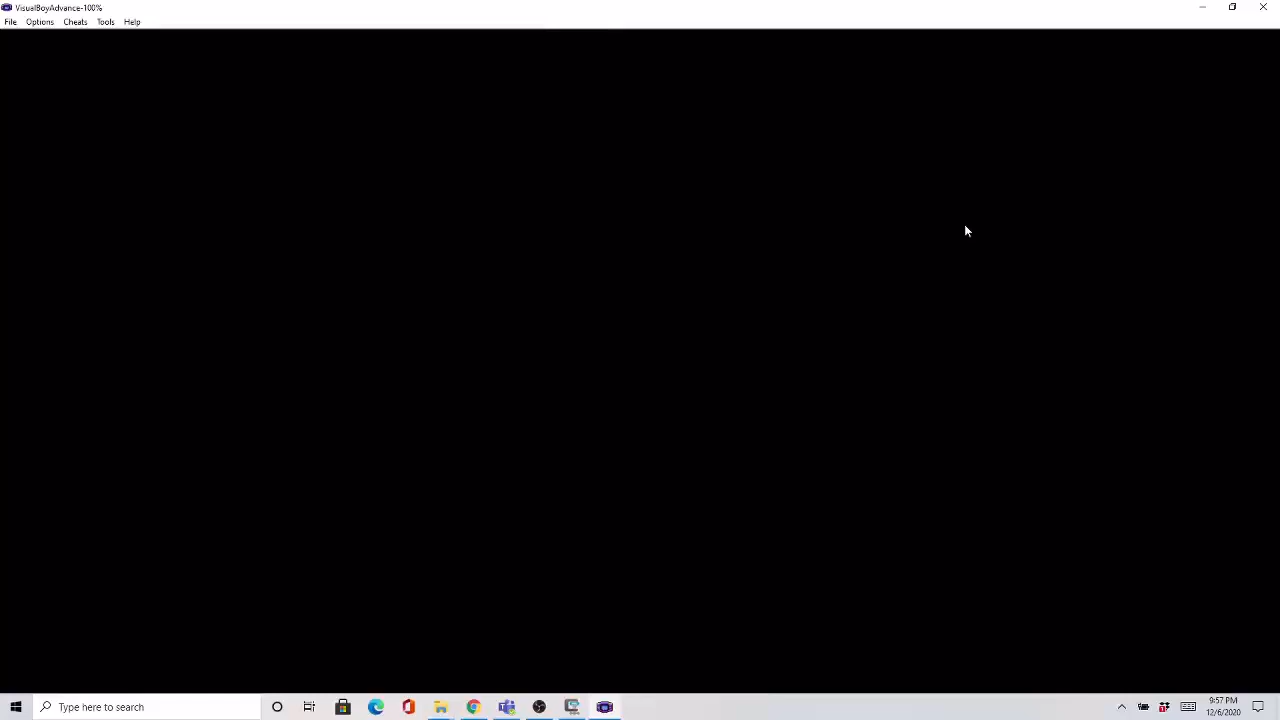 VisualBoyAdvance-100%
File Options Cheats Tools Help
Type here to search
9:57 PM
12/6/2020